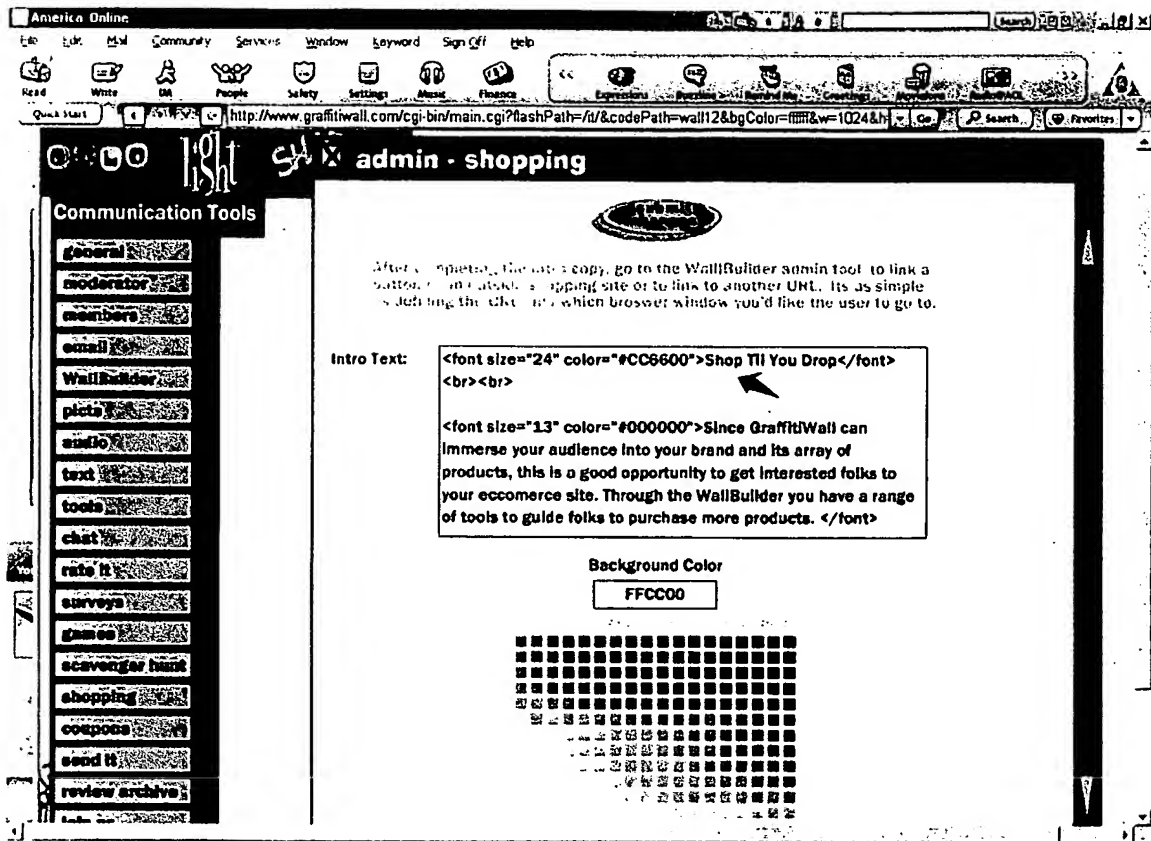 America Online
Search
File Edit Mail Community Services Window Keyword Sign Off Help
Read Write IM People Safety Settings Music Finance Expressions
Quick Start http://www.graffitiwall.com/cgi-bin/main.cgi?flashPath=/it/&codePath=wall12&bgColor=ffffff&w=1024&h Go Search Favorites
light admin - shopping
Communication Tools
general
moderator
members
email
WallBuilder
picts
audio
text
tools
chat
rate it
surveys
games
scavenger hunt
shopping
coupons
send it
review archive
copy, go to the WallBuilder admin tool to link a
shopping site or to link to another URL. Its as simple
which broswer window you'd like the user to go to.
Intro Text:
<font size="24" color="#CC6600">Shop Til You Drop</font>
<br><br>
<font size="13" color="#000000">Since GraffitiWall can
immerse your audience into your brand and its array of
products, this is a good opportunity to get interested folks to
your eccomerce site. Through the WallBuilder you have a range
of tools to guide folks to purchase more products. </font>
Background Color
FFCC00